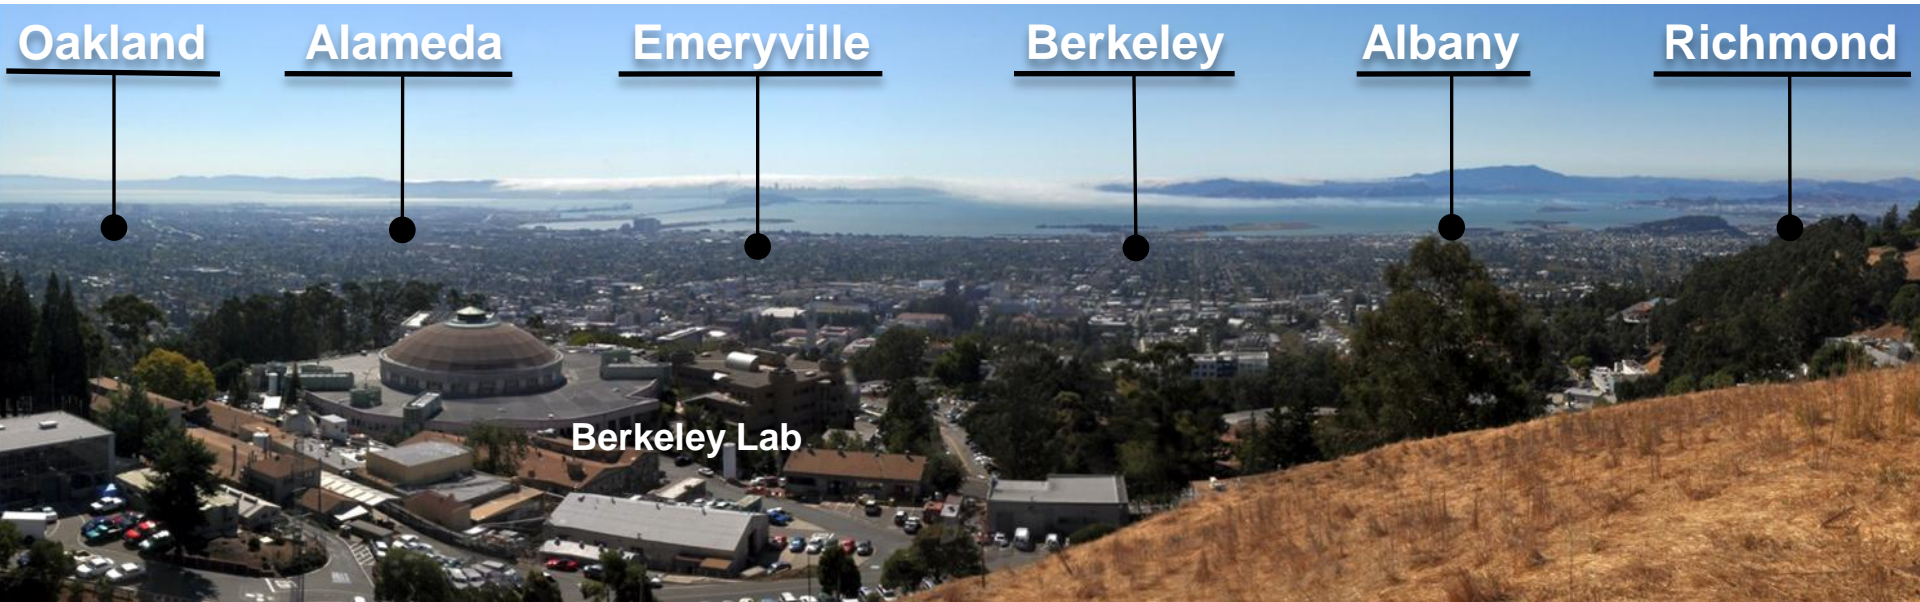 Oakland
Alameda
Emeryville
Berkeley
Albany
Richmond
Berkeley Lab